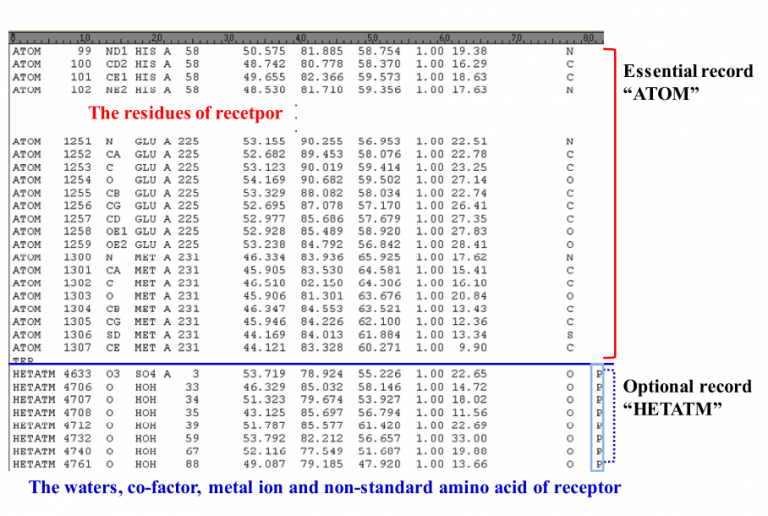 0 10 20 30 40 50 60 70 80
ATOM 99 ND1 HIS A 58 50.575 81.885 58.754 1.00 19.38 N
ATOM 100 CD2 HIS A 58 48.742 80.778 58.370 1.00 16.29 C
ATOM 101 CE1 HIS A 58 49.655 82.366 59.573 1.00 18.63 C
ATOM 102 NE2 HIS A 58 48.530 81.710 59.356 1.00 17.63 N
Essential record
“ATOM”
The residues of recetpor
ATOM 1251 N GLU A 225 53.155 90.255 56.953 1.00 22.51 N
ATOM 1252 CA GLU A 225 52.682 89.453 58.076 1.00 22.78 C
ATOM 1253 C GLU A 225 53.123 90.019 59.414 1.00 23.25 C
ATOM 1254 O GLU A 225 54.169 90.682 59.502 1.00 27.14 O
ATOM 1255 CB GLU A 225 53.329 88.082 58.034 1.00 22.74 C
ATOM 1256 CG GLU A 225 52.695 87.078 57.170 1.00 26.41 C
ATOM 1257 CD GLU A 225 52.977 85.686 57.679 1.00 27.35 C
ATOM 1258 OE1 GLU A 225 52.928 85.489 58.920 1.00 27.83 O
ATOM 1259 OE2 GLU A 225 53.238 84.792 56.842 1.00 28.41 O
ATOM 1300 N MET A 231 46.334 83.936 65.925 1.00 17.62 N
ATOM 1301 CA MET A 231 45.905 83.530 64.581 1.00 15.41 C
ATOM 1302 C MET A 231 46.510 02.150 64.306 1.00 16.10 C
ATOM 1303 O MET A 231 45.906 81.301 63.676 1.00 20.84 O
ATOM 1304 CB MET A 231 46.347 84.553 63.521 1.00 13.43 C
ATOM 1305 CG MET A 231 45.946 84.226 62.100 1.00 12.36 C
ATOM 1306 SD MET A 231 44.169 84.013 61.884 1.00 13.34 S
ATOM 1307 CE MET A 231 44.121 83.328 60.271 1.00 9.90 C
TER
HETATM 4633 O3 SO4 A 3 53.719 78.924 55.226 1.00 22.65 O P
HETATM 4706 O HOH 33 46.329 85.032 58.146 1.00 14.72 O P
HETATM 4707 O HOH 34 51.323 79.674 53.927 1.00 18.02 O P
HETATM 4708 O HOH 35 43.125 85.697 56.794 1.00 11.56 O P
HETATM 4712 O HOH 39 51.787 85.577 61.420 1.00 22.69 O P
HETATM 4732 O HOH 59 53.792 82.212 56.657 1.00 33.00 O P
HETATM 4740 O HOH 67 52.116 77.549 51.607 1.00 19.00 O P
HETATM 4761 O HOH 88 49.087 79.185 47.920 1.00 13.66 O P
Optional record
“HETATM”
The waters, co-factor, metal ion and non-standard amino acid of receptor